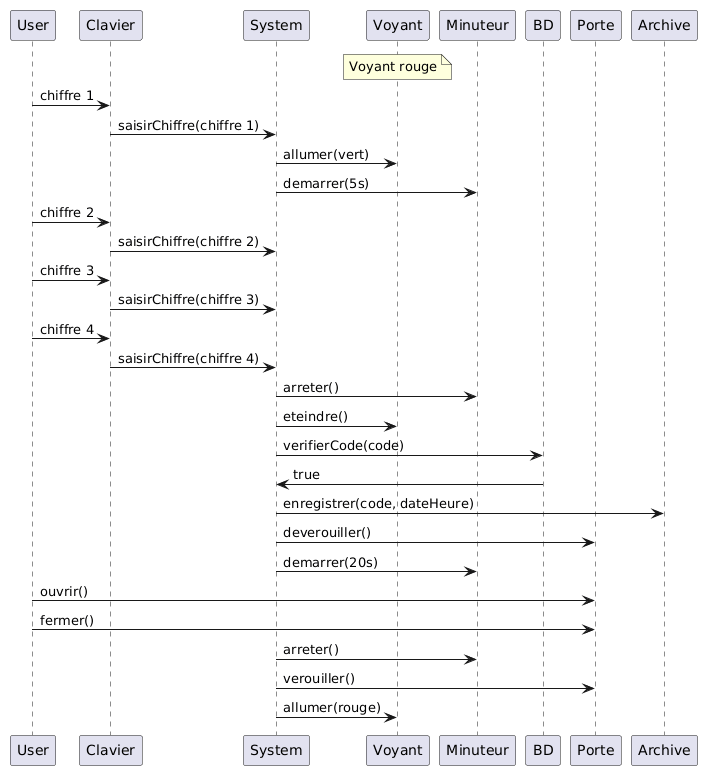 User Clavier System Voyant Minuteur BD Porte Archive
Voyant rouge
chiffre 1
saisirChiffre(chiffre 1)
allumer(vert)
demarrer(5s)
chiffre 2
saisirChiffre(chiffre 2)
chiffre 3
saisirChiffre(chiffre 3)
chiffre 4
saisirChiffre(chiffre 4)
arreter()
eteindre()
verifierCode(code)
true
enregistrer(code, dateHeure)
deverouiller()
demarrer(20s)
ouvrir()
fermer()
arreter()
verouiller()
allumer(rouge)
User Clavier System Voyant Minuteur BD Porte Archive